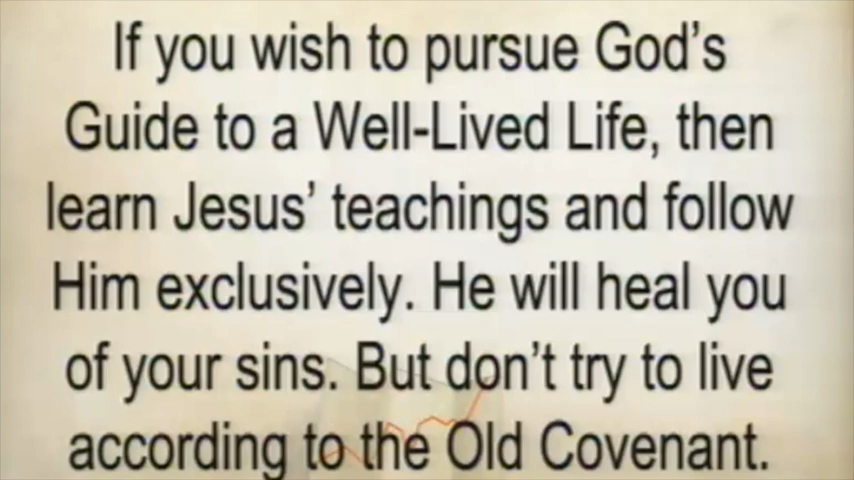 If you wish to pursue God's
Guide to a Well-Lived Life, then
learn Jesus' teachings and follow
Him exclusively. He will heal you
of your sins. But don't try to live
according to the Old Covenant.